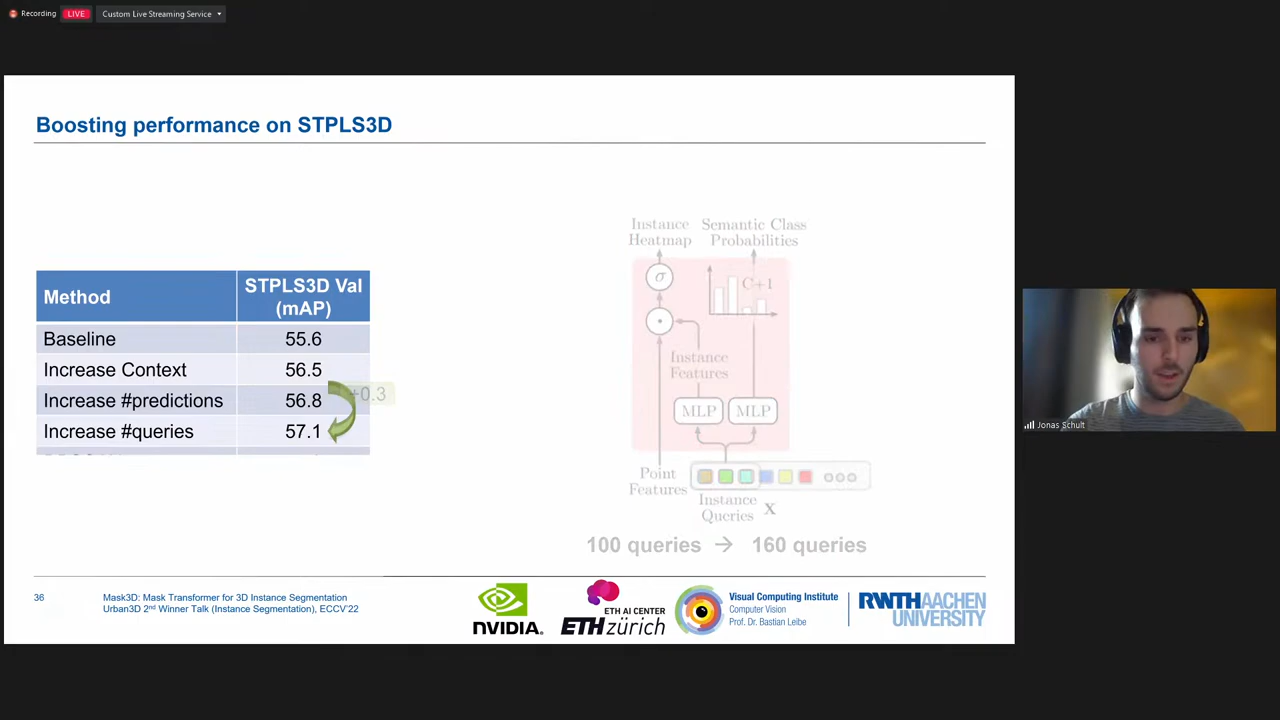 Recording
LIVE
Custom Live Streaming Service
Boosting performance on STPLS3D
Method
STPLS3D Val
(mAP)
Baseline
55.6
Increase Context
56.5
Increase #predictions
56.8
Increase #queries
57.1
+0.3
Instance
Heatmap
Semantic Class
Probabilities
σ
C+1
Instance
Features
MLP
MLP
Point
Features
Instance
Queries X
100 queries → 160 queries
36
Mask3D: Mask Transformer for 3D Instance Segmentation
Urban3D 2nd Winner Talk (Instance Segmentation), ECCV'22
NVIDIA.
ETH AI CENTER
ETH zürich
Visual Computing Institute
Computer Vision
Prof. Dr. Bastian Leibe
RWTH AACHEN
UNIVERSITY
Jonas Schult